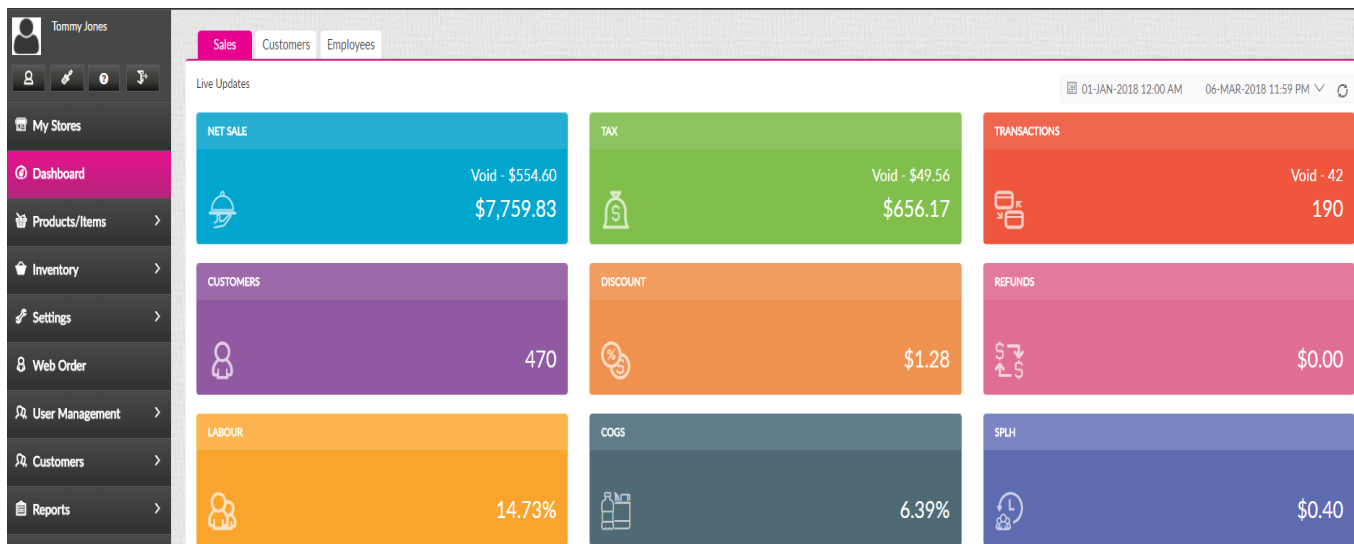 Tommy Jones
Sales Customers Employees
Live Updates
01-JAN-2018 12:00 AM 06-MAR-2018 11:59 PM
My Stores
Dashboard
Products/Items
Inventory
Settings
Web Order
User Management
Customers
Reports
NET SALE
Void - $554.60
$7,759.83
TAX
Void - $49.56
$656.17
TRANSACTIONS
Void - 42
190
CUSTOMERS
470
DISCOUNT
$1.28
REFUNDS
$0.00
LABOUR
14.73%
COGS
6.39%
SPLH
$0.40